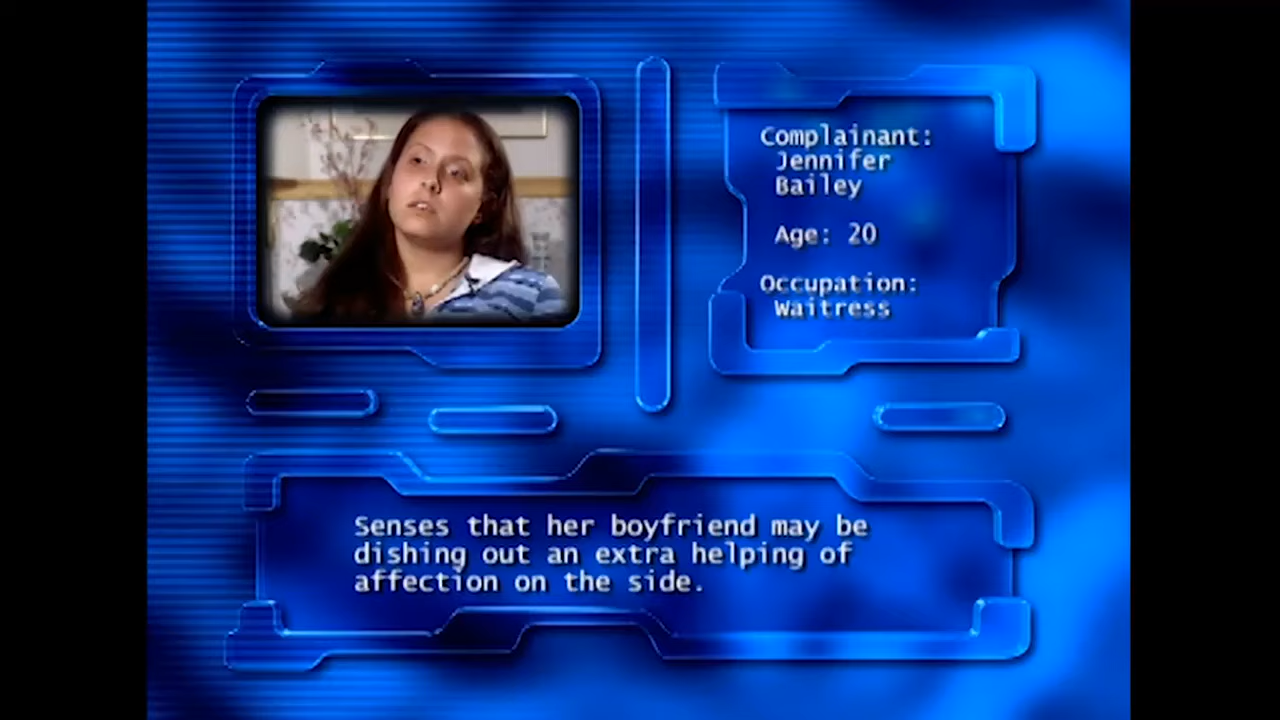 Complainant:
Jennifer
Bailey
Age: 20
Occupation:
Waitress
Senses that her boyfriend may be
dishing out an extra helping of
affection on the side.